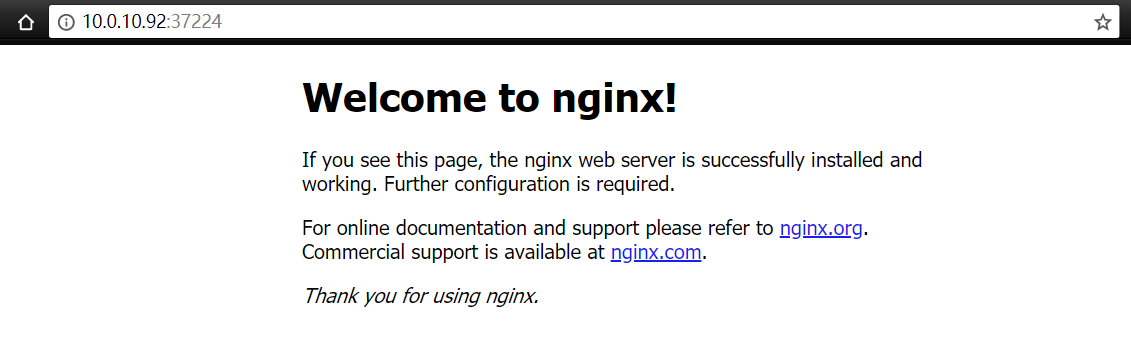 10.0.10.92:37224
Welcome to nginx!
If you see this page, the nginx web server is successfully installed and
working. Further configuration is required.
For online documentation and support please refer to nginx.org.
Commercial support is available at nginx.com.
Thank you for using nginx.